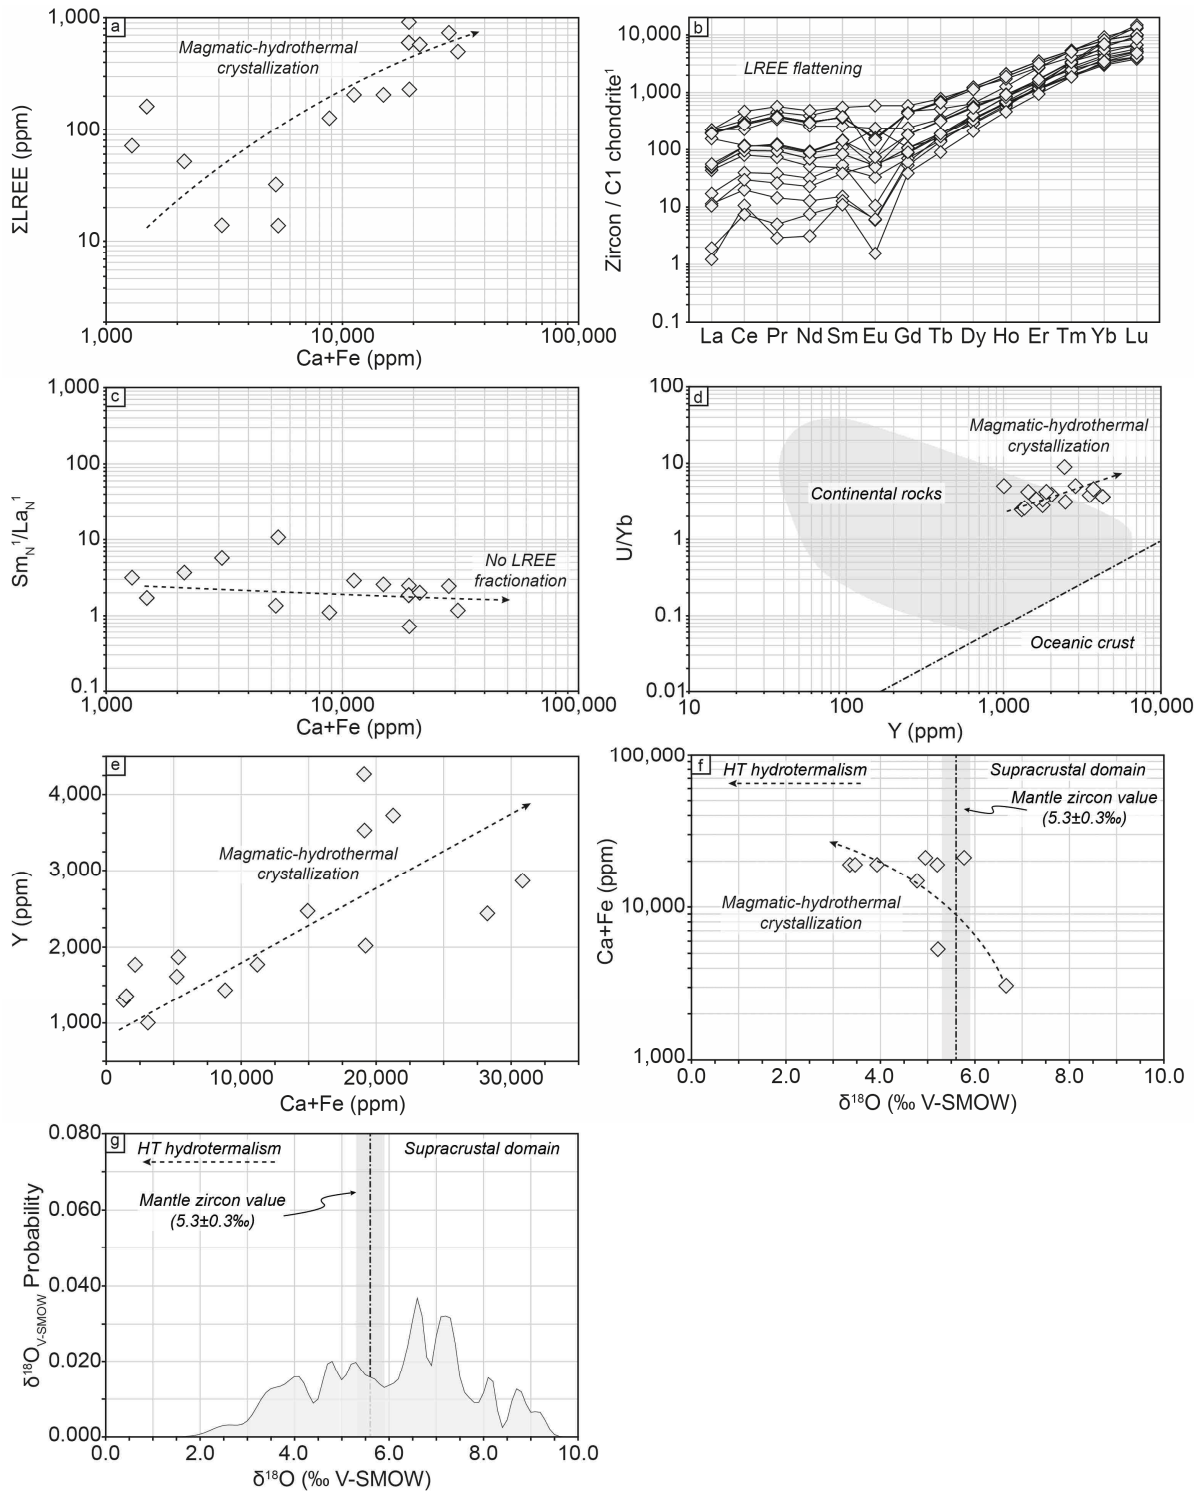 a
1,000
100
10
ΣLREE (ppm)
Magmatic-hydrothermal
crystallization
1,000
10,000
100,000
Ca+Fe (ppm)
b
10,000
1,000
100
10
1
0.1
Zircon / C1 chondrite¹
LREE flattening
La Ce Pr Nd Sm Eu Gd Tb Dy Ho Er Tm Yb Lu
c
1,000
100
10
1
0.1
Sm_N¹/La_N¹
No LREE
fractionation
1,000
10,000
100,000
Ca+Fe (ppm)
d
100
10
1
0.1
0.01
U/Yb
Magmatic-hydrothermal
crystallization
Continental rocks
Oceanic crust
10
100
1,000
10,000
Y (ppm)
e
4,000
3,000
2,000
1,000
Y (ppm)
Magmatic-hydrothermal
crystallization
0
10,000
20,000
30,000
Ca+Fe (ppm)
f
100,000
10,000
1,000
Ca+Fe (ppm)
HT hydrotermalism
Supracrustal domain
Mantle zircon value
(5.3±0.3‰)
Magmatic-hydrothermal
crystallization
0.0
2.0
4.0
6.0
8.0
10.0
δ¹⁸O (‰ V-SMOW)
g
0.080
0.060
0.040
0.020
0.000
δ¹⁸O_V-SMOW Probability
HT hydrotermalism
Supracrustal domain
Mantle zircon value
(5.3±0.3‰)
0.0
2.0
4.0
6.0
8.0
10.0
δ¹⁸O (‰ V-SMOW)